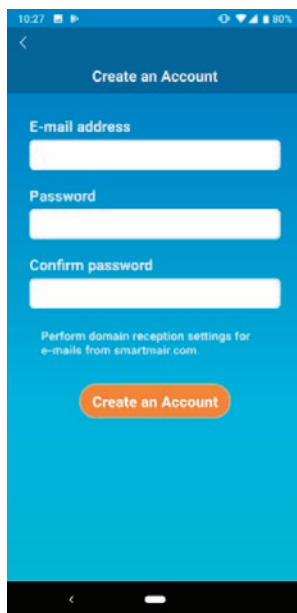 10:27
80%
Create an Account
E-mail address
Password
Confirm password
Perform domain reception settings for
e-mails from smartmair.com.
Create an Account